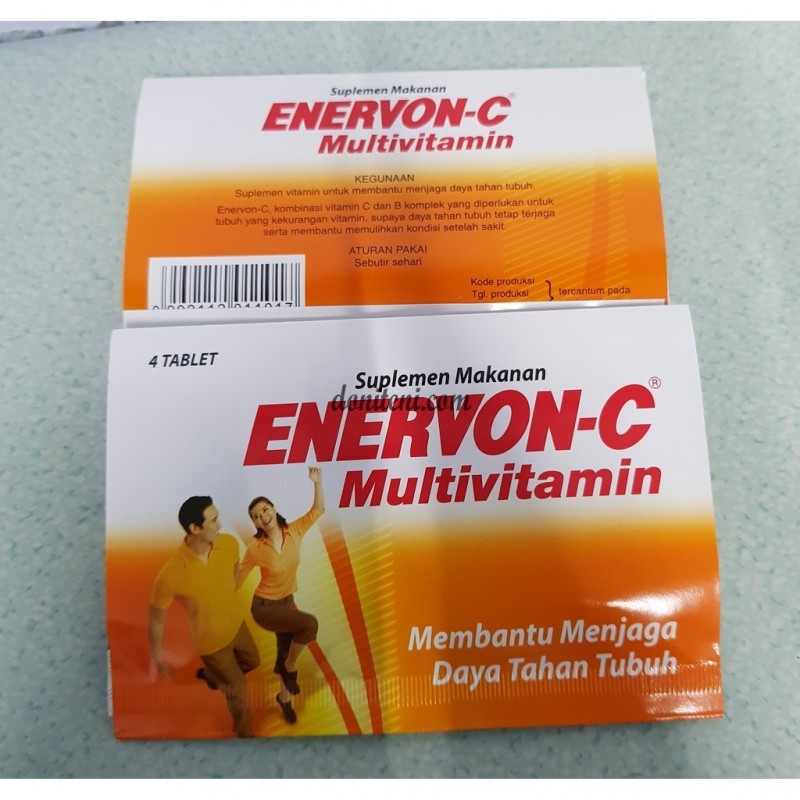 Suplemen Makanan
ENERVON-C®
Multivitamin
KEGUNAAN
Suplemen vitamin untuk membantu menjaga daya tahan tubuh.
Enervon-C, kombinasi vitamin C dan B komplek yang diperlukan untuk
tubuh yang kekurangan vitamin, supaya daya tahan tubuh tetap terjaga
serta membantu memulihkan kondisi setelah sakit.
ATURAN PAKAI
Sebutir sehari
Kode produksi
Tgl. produksi
tercantum pada
4 TABLET
Suplemen Makanan
doniteni.com
ENERVON-C®
Multivitamin
Membantu Menjaga
Daya Tahan Tubuh